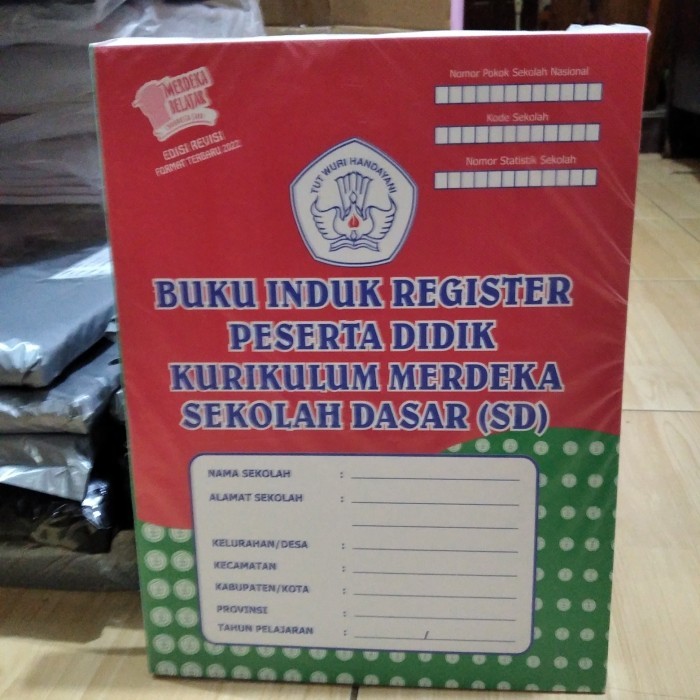 MERDEKA
BELAJAR
EDISI REVISI
FORMAT TERBARU 2022
Nomor Pokok Sekolah Nasional
Kode Sekolah
Nomor Statistik Sekolah
TUT WURI HANDAYANI
BUKU INDUK REGISTER
PESERTA DIDIK
KURIKULUM MERDEKA
SEKOLAH DASAR (SD)
NAMA SEKOLAH :
ALAMAT SEKOLAH :
KELURAHAN/DESA :
KECAMATAN :
KABUPATEN/KOTA :
PROVINSI :
TAHUN PELAJARAN : /